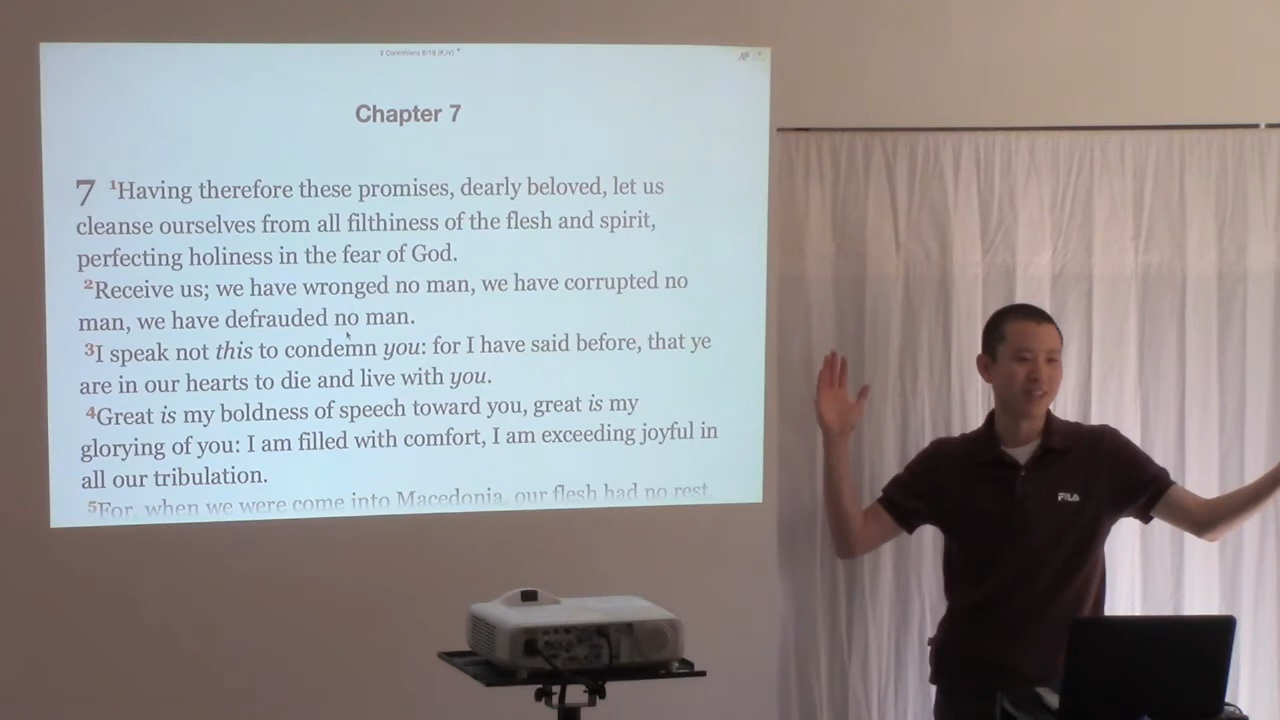 2 Corinthians 6:18 (KJV)
Chapter 7
7 ¹Having therefore these promises, dearly beloved, let us
cleanse ourselves from all filthiness of the flesh and spirit,
perfecting holiness in the fear of God.
²Receive us; we have wronged no man, we have corrupted no
man, we have defrauded no man.
³I speak not this to condemn you: for I have said before, that ye
are in our hearts to die and live with you.
⁴Great is my boldness of speech toward you, great is my
glorying of you: I am filled with comfort, I am exceeding joyful in
all our tribulation.
⁵For, when we were come into Macedonia, our flesh had no rest,
FILA